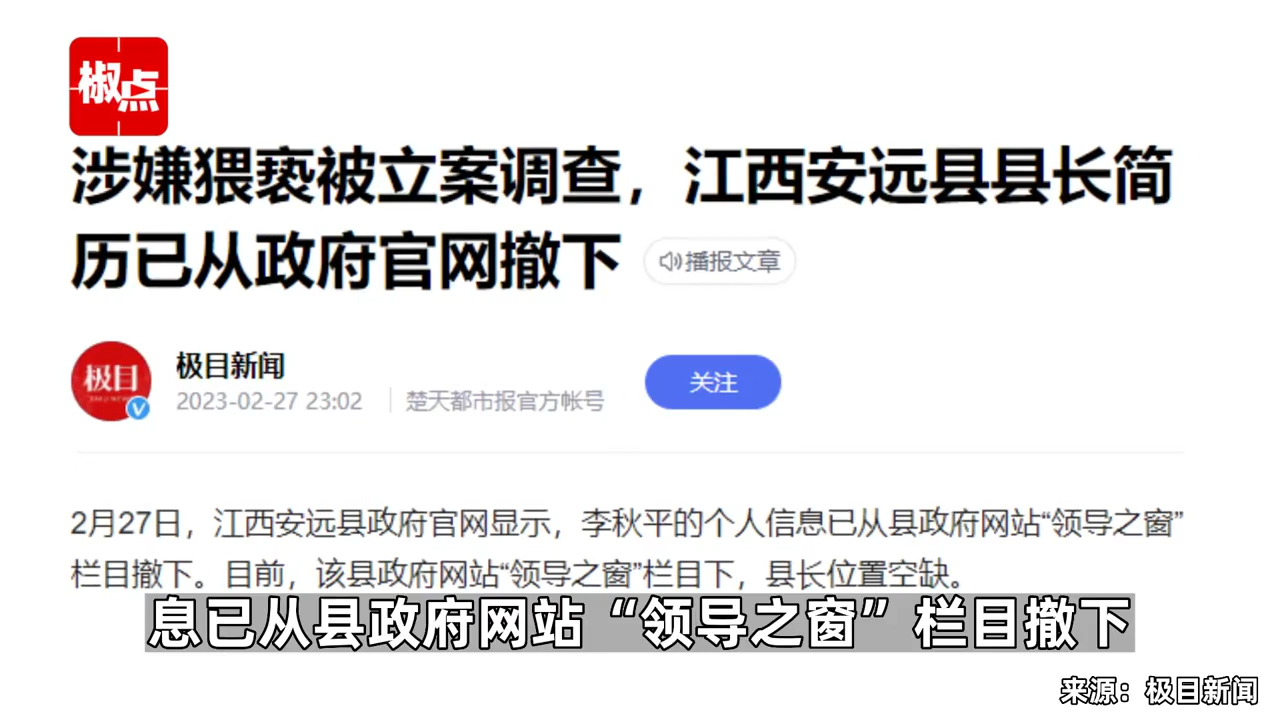 椒点
涉嫌猥亵被立案调查，江西安远县县长简
历已从政府官网撤下
播报文章
极目
极目新闻
2023-02-27 23:02
楚天都市报官方帐号
关注
2月27日，江西安远县政府官网显示，李秋平的个人信息已从县政府网站“领导之窗”
栏目撤下。目前，该县政府网站“领导之窗”栏目下，县长位置空缺。
息已从县政府网站“领导之窗”栏目撤下
来源：极目新闻